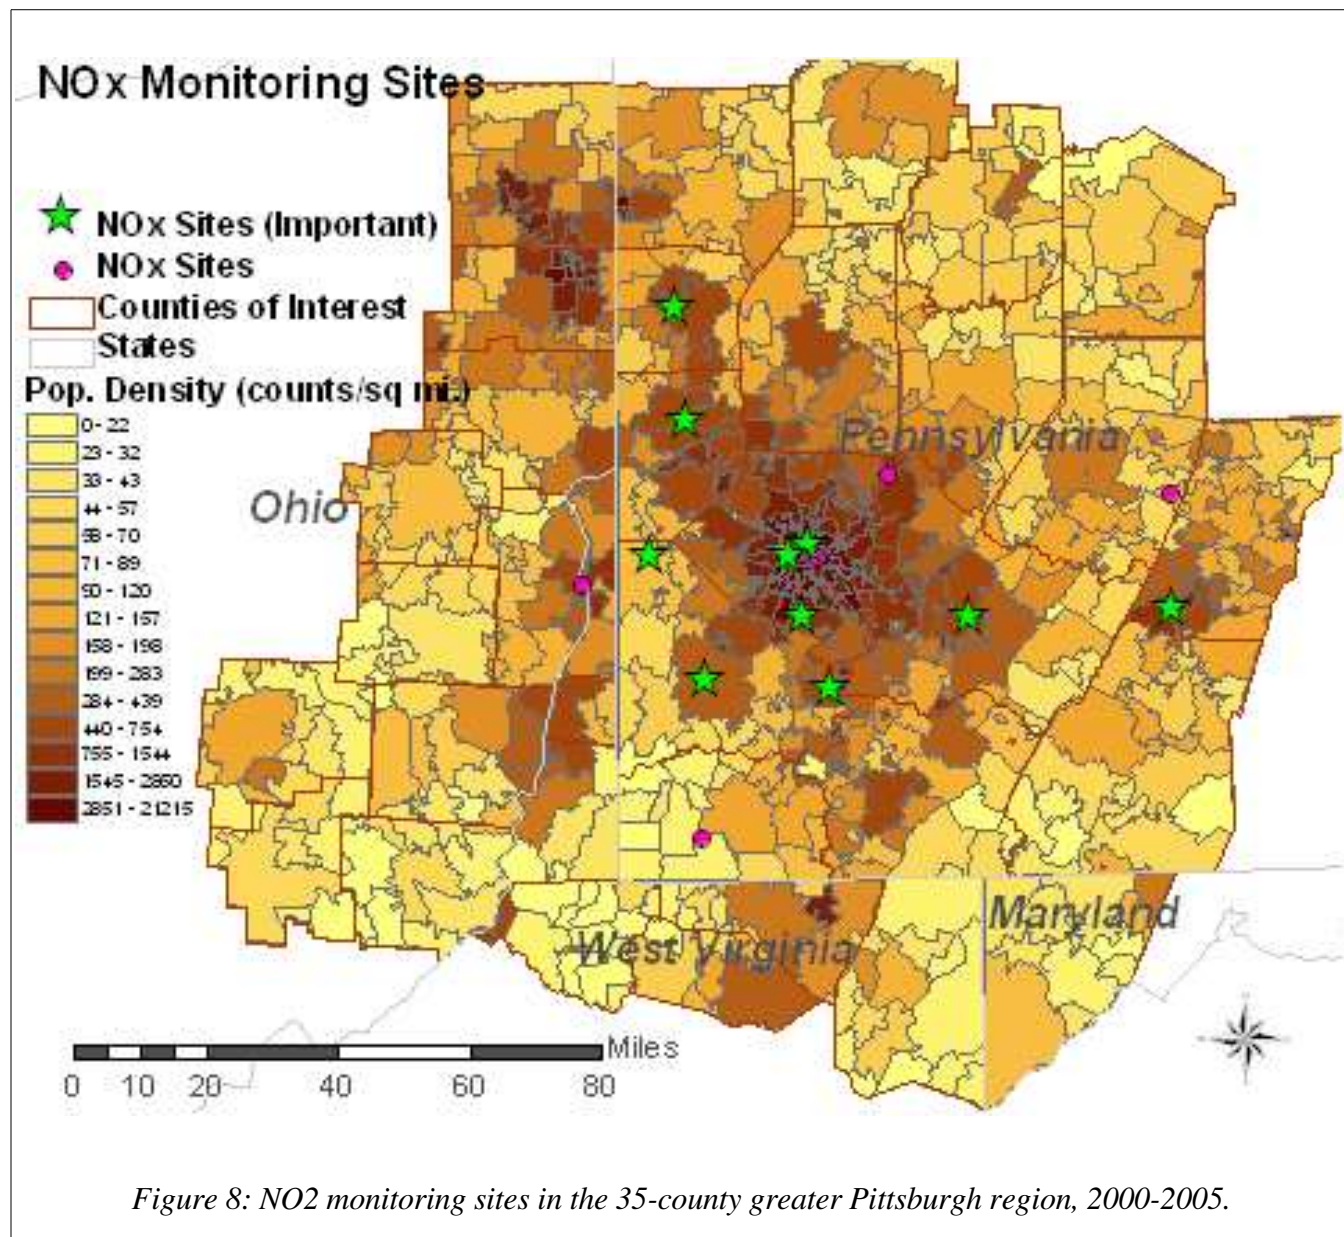 NOx Monitoring Sites
NOx Sites (Important)
NOx Sites
Counties of Interest
States
Pop. Density (counts/sq mi.)
0 - 22
23 - 32
33 - 43
44 - 57
58 - 70
71 - 89
90 - 120
121 - 157
158 - 198
199 - 283
284 - 439
440 - 754
755 - 1544
1545 - 2850
2851 - 21215
Pennsylvania
Ohio
Maryland
West Virginia
Miles
0 10 20 40 60 80
Figure 8: NO2 monitoring sites in the 35-county greater Pittsburgh region, 2000-2005.